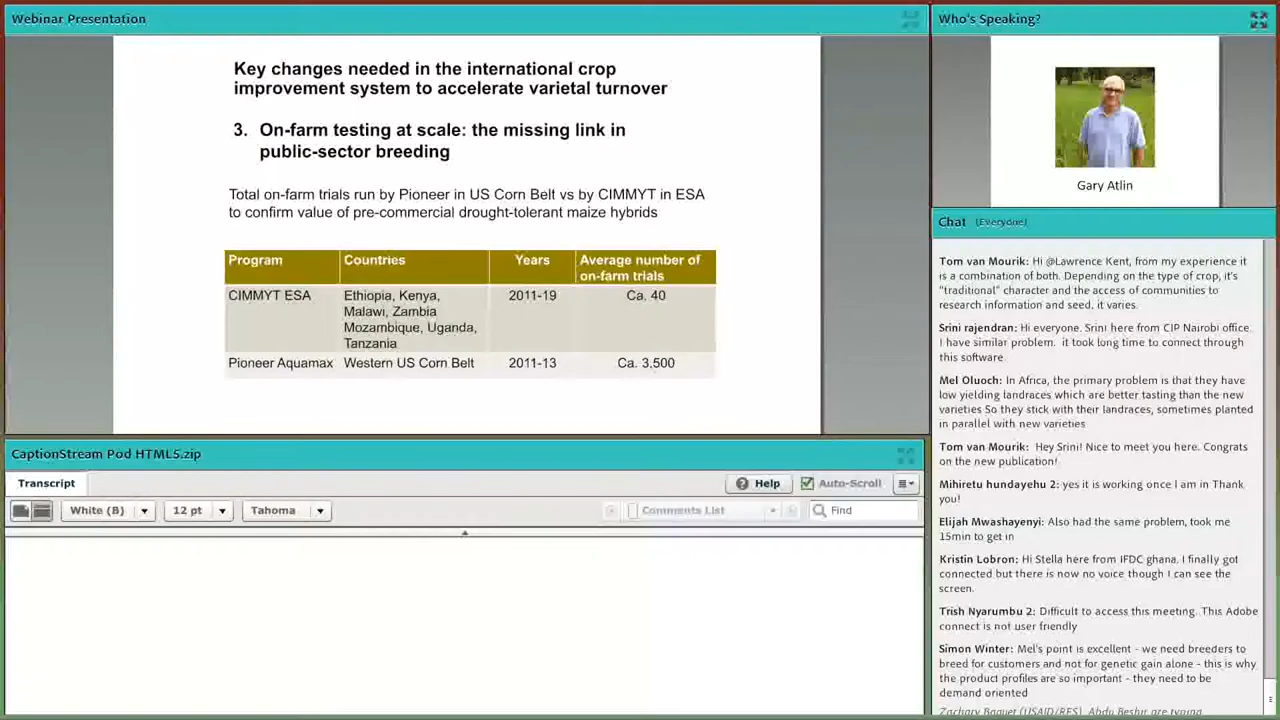 Webinar Presentation
Key changes needed in the international crop
improvement system to accelerate varietal turnover
3. On-farm testing at scale: the missing link in
public-sector breeding
Total on-farm trials run by Pioneer in US Corn Belt vs by CIMMYT in ESA
to confirm value of pre-commercial drought-tolerant maize hybrids
Program Countries Years Average number of
on-farm trials
CIMMYT ESA Ethiopia, Kenya, 2011-19 Ca. 40
Malawi, Zambia
Mozambique, Uganda,
Tanzania
Pioneer Aquamax Western US Corn Belt 2011-13 Ca. 3,500
CaptionStream Pod HTML5.zip
Transcript Help Auto-Scroll
White (B) 12 pt Tahoma Comments List Find
Who's Speaking?
Gary Atlin
Chat (Everyone)
Tom van Mourik: Hi @Lawrence Kent, from my experience it
is a combination of both. Depending on the type of crop, it's
"traditional" character and the access of communities to
research information and seed, it varies.
Srini rajendran: Hi everyone. Srini here from CIP Nairobi office.
I have similar problem. it took long time to connect through
this software.
Mel Oluoch: In Africa, the primary problem is that they have
low yielding landraces which are better tasting than the new
varieties So they stick with their landraces, sometimes planted
in parallel with new varieties
Tom van Mourik: Hey Srini! Nice to meet you here. Congrats
on the new publication!
Mihiretu hundayehu 2: yes it is working once I am in Thank
you!
Elijah Mwashayenyi: Also had the same problem, took me
15min to get in
Kristin Lobron: Hi Stella here from IFDC ghana. I finally got
connected but there is now no voice though I can see the
screen.
Trish Nyarumbu 2: Difficult to access this meeting. This Adobe
connect is not user friendly
Simon Winter: Mel's point is excellent - we need breeders to
breed for customers and not for genetic gain alone - this is why
the product profiles are so important - they need to be
demand oriented
Zachary Baquet (USAID/RFS), Abdu Beshir are typing